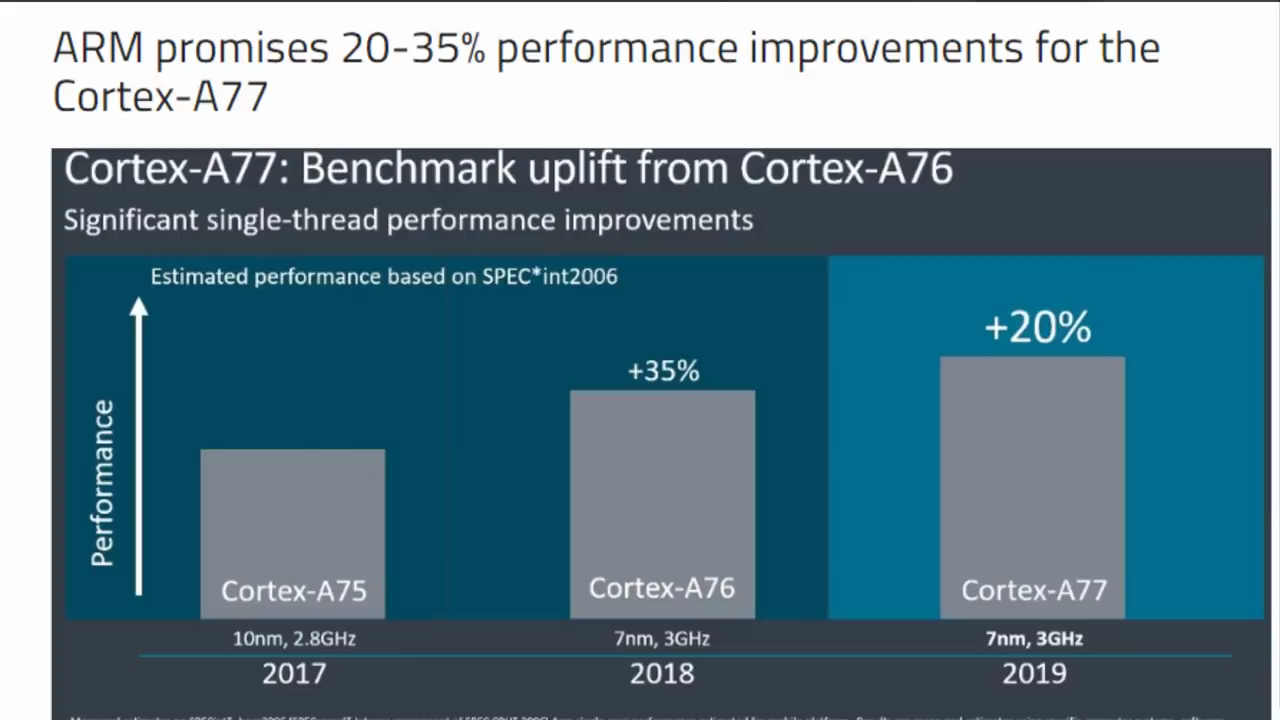 ARM promises 20-35% performance improvements for the
Cortex-A77
Cortex-A77: Benchmark uplift from Cortex-A76
Significant single-thread performance improvements
Estimated performance based on SPEC*int2006
Performance
+35%
+20%
Cortex-A75
Cortex-A76
Cortex-A77
10nm, 2.8GHz
7nm, 3GHz
7nm, 3GHz
2017
2018
2019